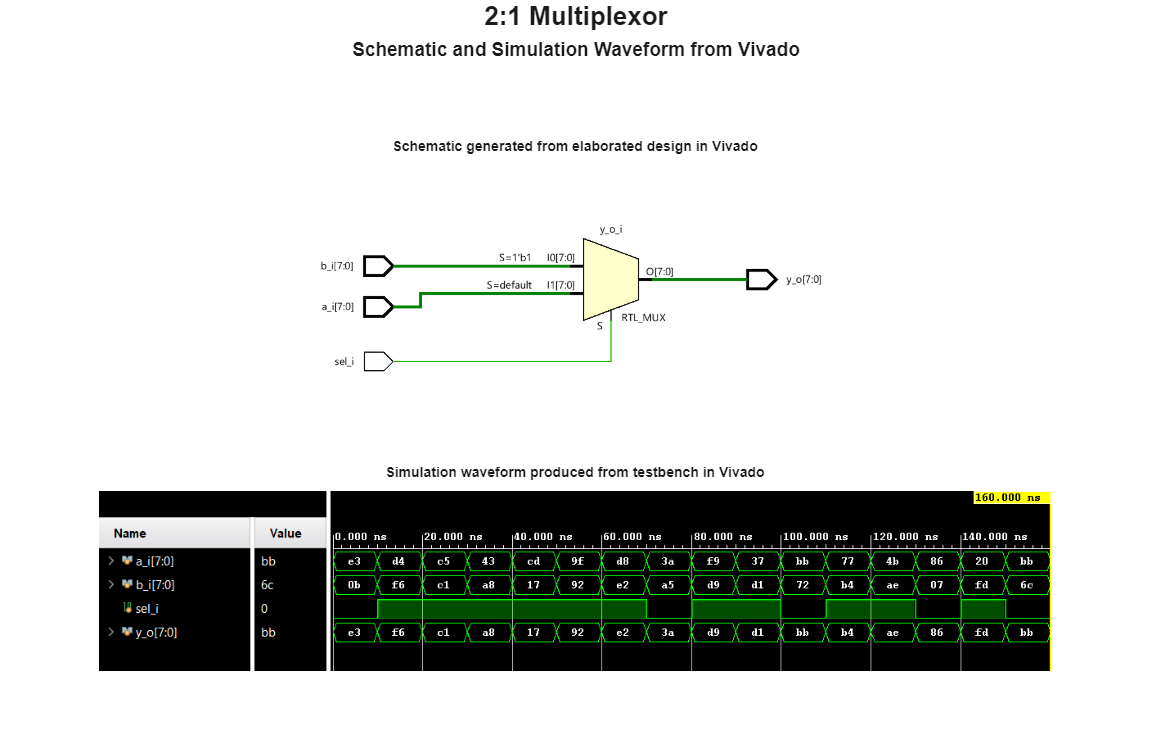 2:1 Multiplexor
Schematic and Simulation Waveform from Vivado
Schematic generated from elaborated design in Vivado
y_o_i
b_i[7:0] S=1'b1 I0[7:0]
O[7:0] y_o[7:0]
a_i[7:0] S=default I1[7:0]
S RTL_MUX
sel_i
Simulation waveform produced from testbench in Vivado
160.000 ns
Name Value 0.000 ns 20.000 ns 40.000 ns 60.000 ns 80.000 ns 100.000 ns 120.000 ns 140.000 ns
a_i[7:0] bb e3 d4 c5 43 cd 9f d8 3a f9 37 bb 77 4b 86 20 bb
b_i[7:0] 6c 0b f6 c1 a8 17 92 e2 a5 d9 d1 72 b4 ae 07 fd 6c
sel_i 0
y_o[7:0] bb e3 f6 c1 a8 17 92 e2 3a d9 d1 bb b4 ae 86 fd bb